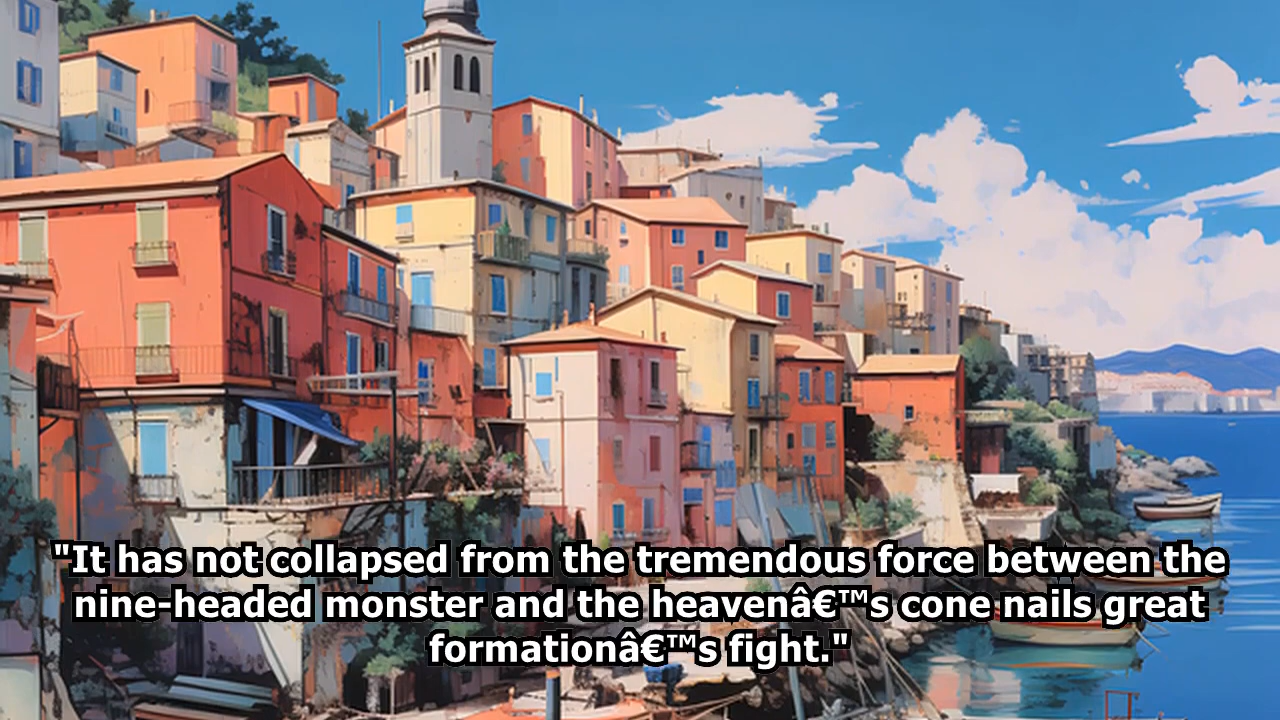 "It has not collapsed from the tremendous force between the
nine-headed monster and the heavenâ€™s cone nails great
formationâ€™s fight."